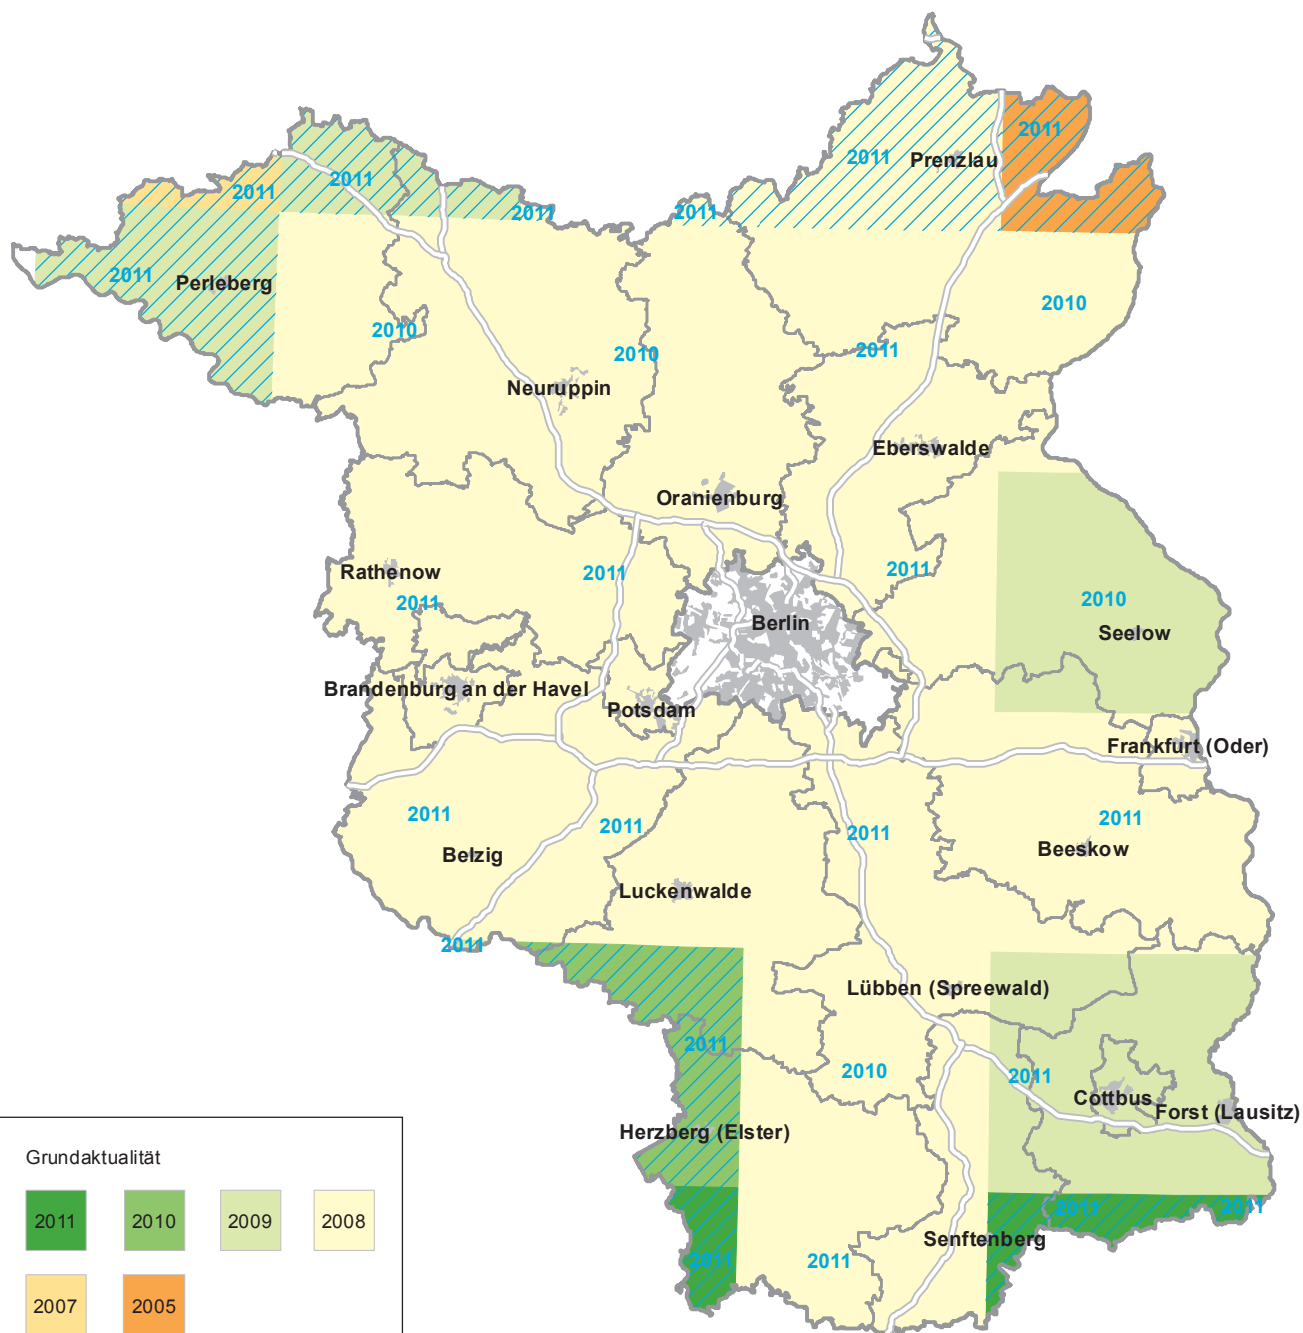 2011
2011
Prenzlau
2011
2011
2011
2011
2011
Perleberg
2010
2010
2011
2010
Neuruppin
Eberswalde
Oranienburg
2011
2011
Rathenow
2011
2010
Berlin
Seelow
Brandenburg an der Havel
Potsdam
Frankfurt (Oder)
2011
2011
2011
2011
Beeskow
Belzig
Luckenwalde
2011
Lübben (Spreewald)
2011
2010
2011
Cottbus
Forst (Lausitz)
Herzberg (Elster)
2011
2011
Senftenberg
2011
2011
Grundaktualität
2011 2010 2009 2008
2007 2005